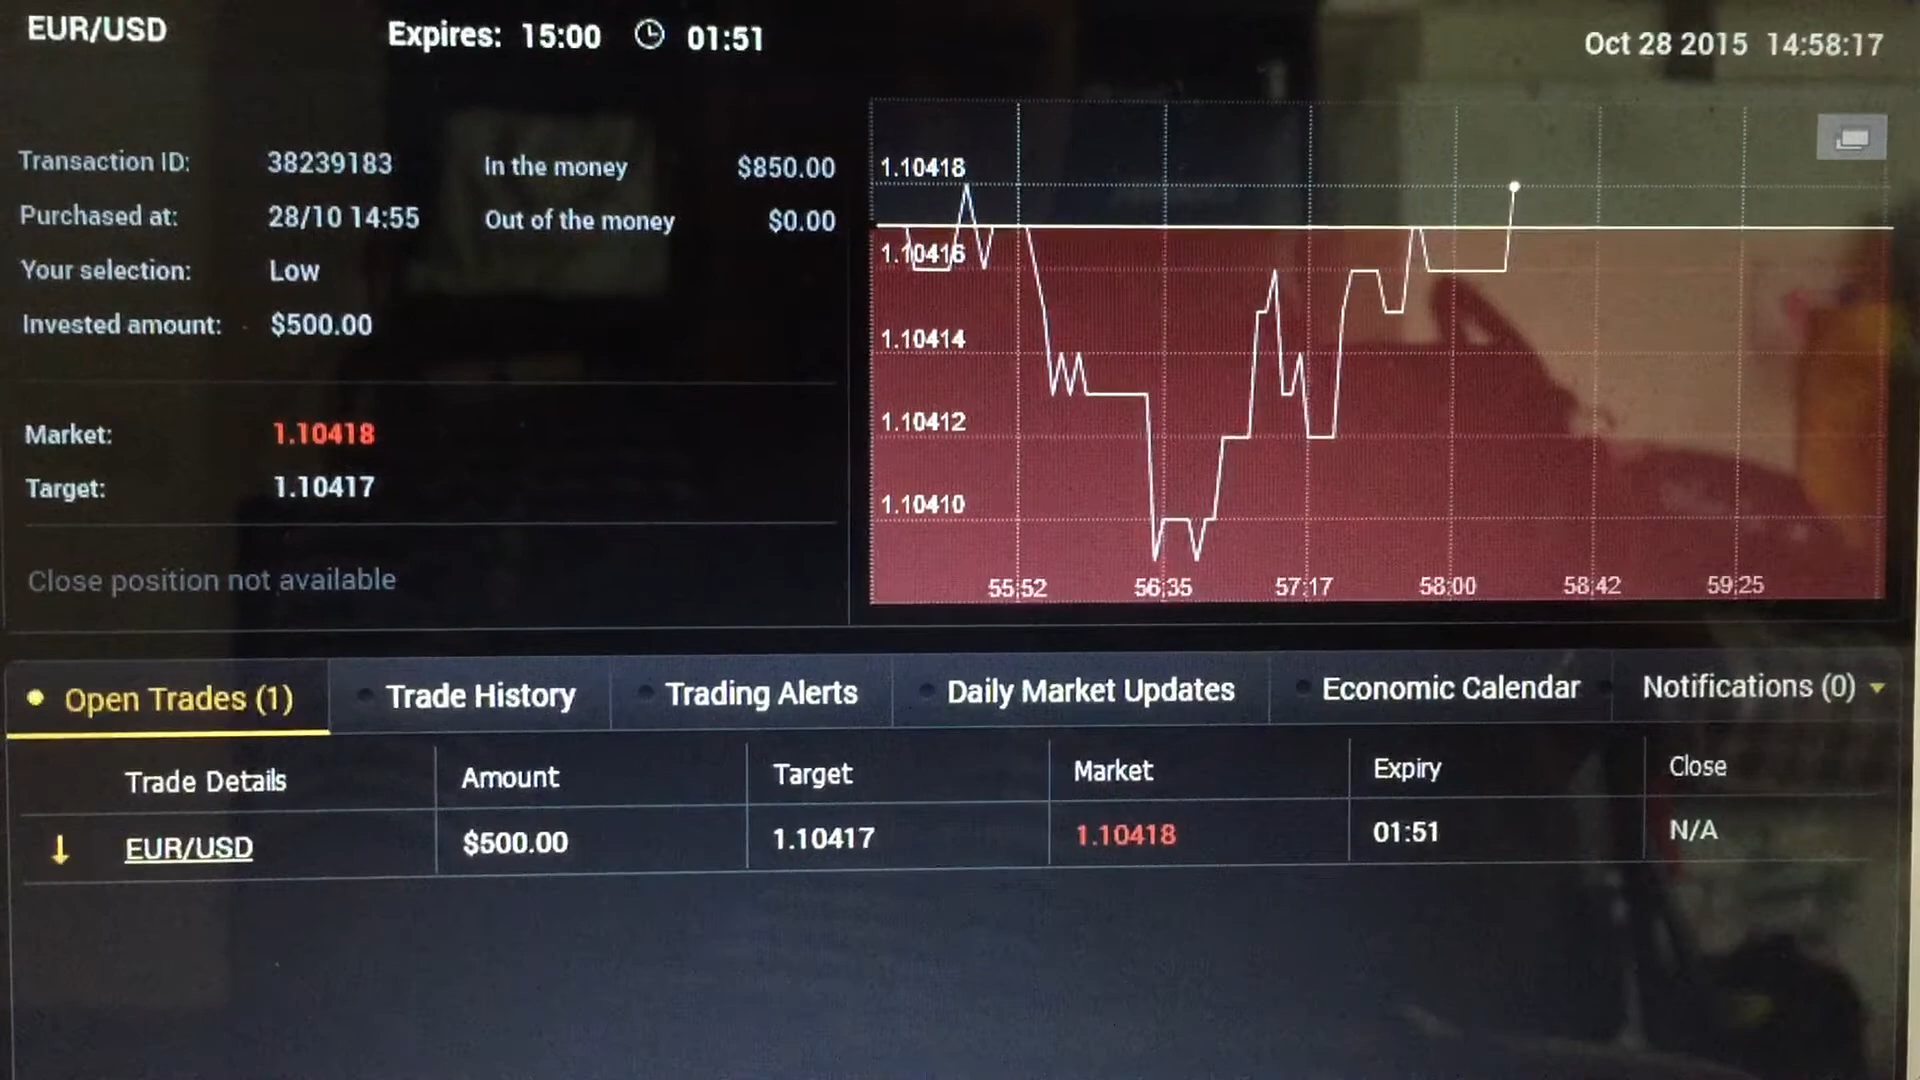 EUR/USD
Expires: 15:00 01:51
Oct 28 2015 14:58:17
Transaction ID: 38239183
Purchased at: 28/10 14:55
Your selection: Low
Invested amount: $500.00
In the money $850.00
Out of the money $0.00
Market: 1.10418
Target: 1.10417
Close position not available
1.10418
1.10416
1.10414
1.10412
1.10410
55:52 56:35 57:17 58:00 58:42 59:25
Open Trades (1) Trade History Trading Alerts Daily Market Updates Economic Calendar Notifications (0)
Trade Details Amount Target Market Expiry Close
EUR/USD $500.00 1.10417 1.10418 01:51 N/A